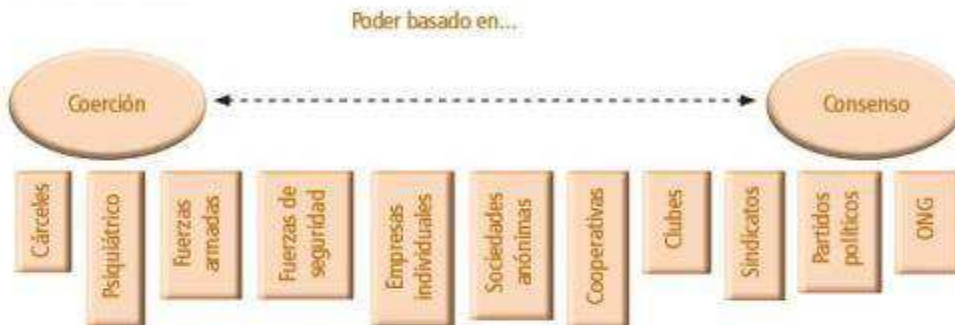 Poder basado en...
Coerción
Consenso
Cárceles
Psiquiátrico
Fuerzas
armadas
Fuerzas de
seguridad
Empresas
individuales
Sociedades
anónimas
Cooperativas
Clubes
Sindicatos
Partidos
políticos
ONG